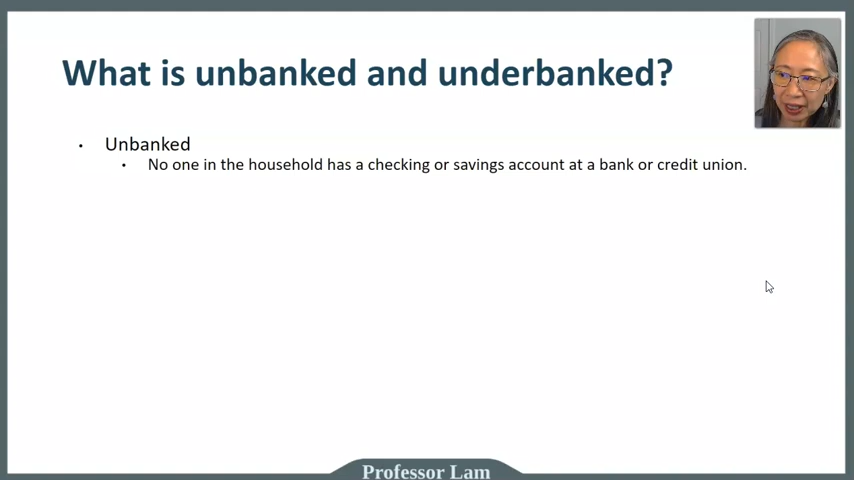 What is unbanked and underbanked?
• Unbanked
• No one in the household has a checking or savings account at a bank or credit union.
Professor Lam